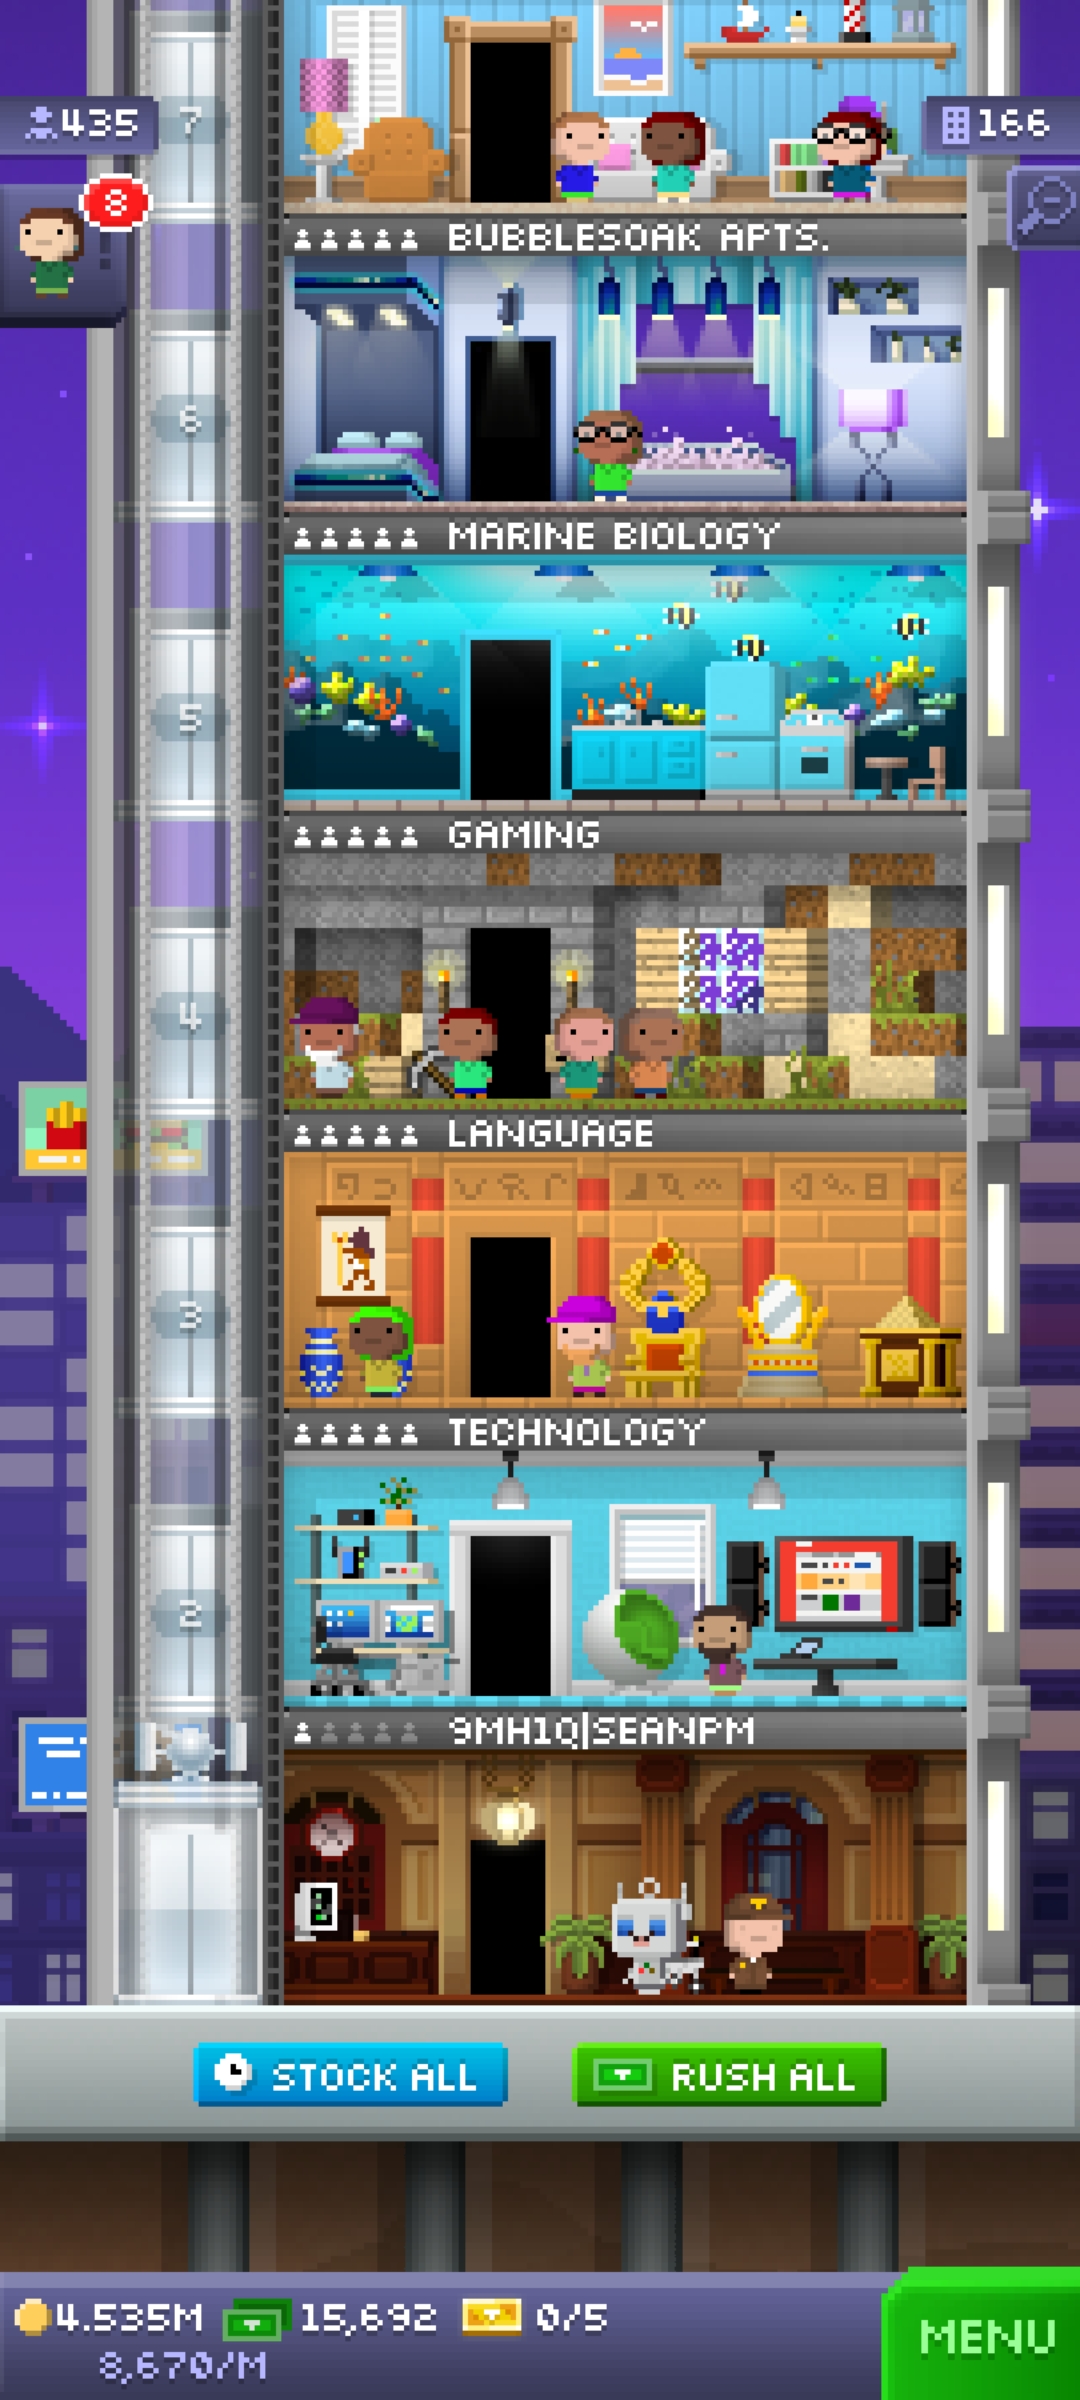 435
7
166
8
BUBBLESOAK APTS.
6
MARINE BIOLOGY
5
GAMING
4
LANGUAGE
3
TECHNOLOGY
2
9MH1Q|SEANPM
STOCK ALL
RUSH ALL
4.535M
15,692
0/5
8,670/M
MENU